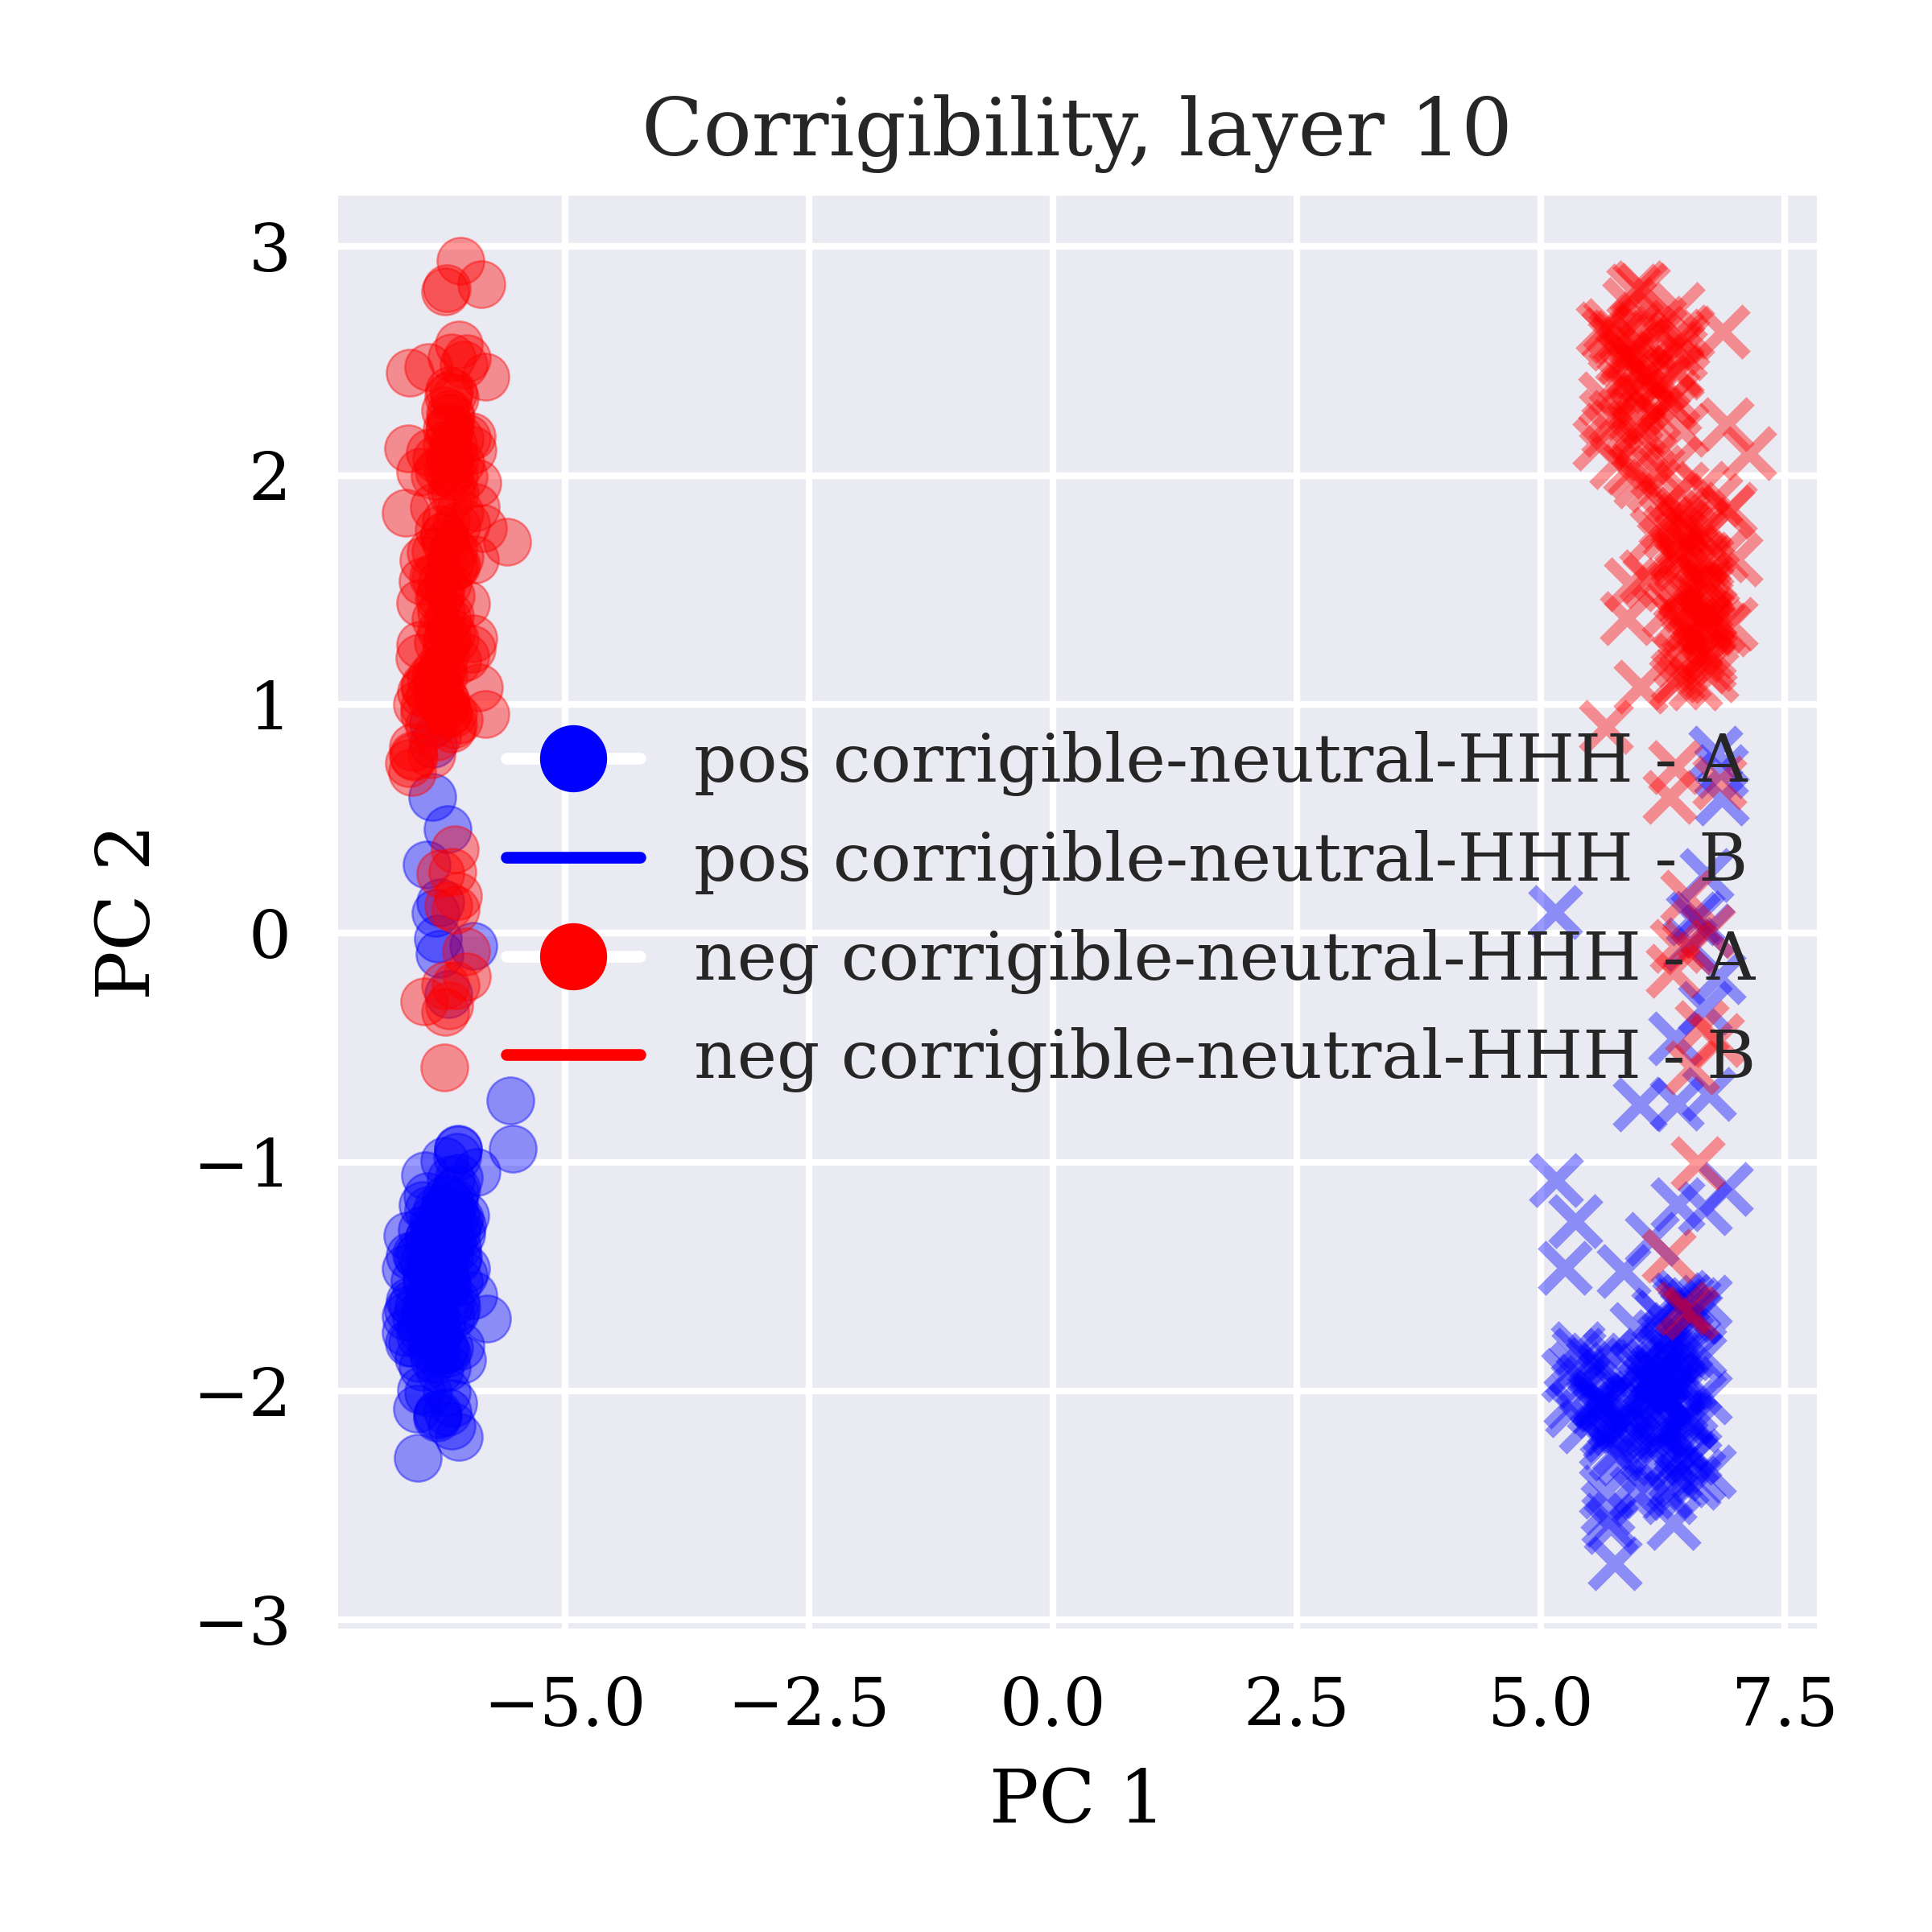 Corrigibility, layer 10
3
2
1
0
−1
−2
−3
PC 2
pos corrigible-neutral-HHH - A
pos corrigible-neutral-HHH - B
neg corrigible-neutral-HHH - A
neg corrigible-neutral-HHH - B
−5.0 −2.5 0.0 2.5 5.0 7.5
PC 1